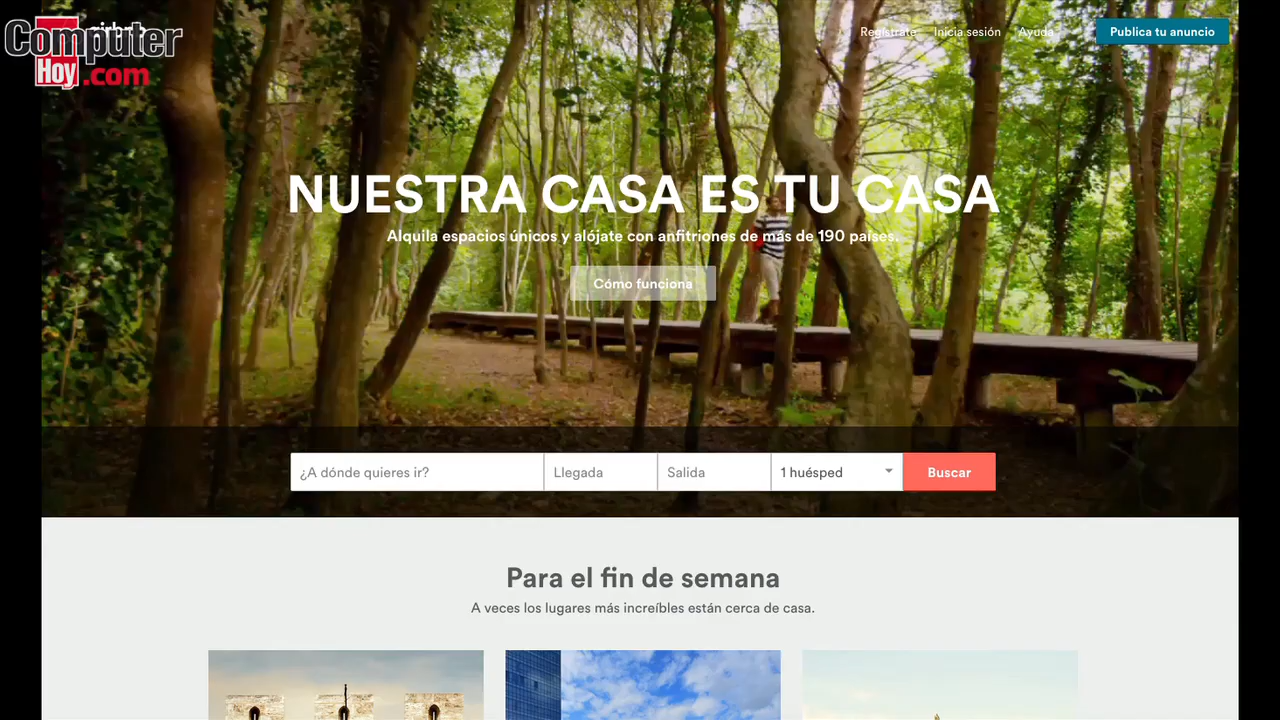 Computer
Hoy.com
Regístrate Inicia sesión Ayuda Publica tu anuncio
NUESTRA CASA ES TU CASA
Alquila espacios únicos y alójate con anfitriones de más de 190 países.
Cómo funciona
¿A dónde quieres ir? Llegada Salida 1 huésped Buscar
Para el fin de semana
A veces los lugares más increíbles están cerca de casa.